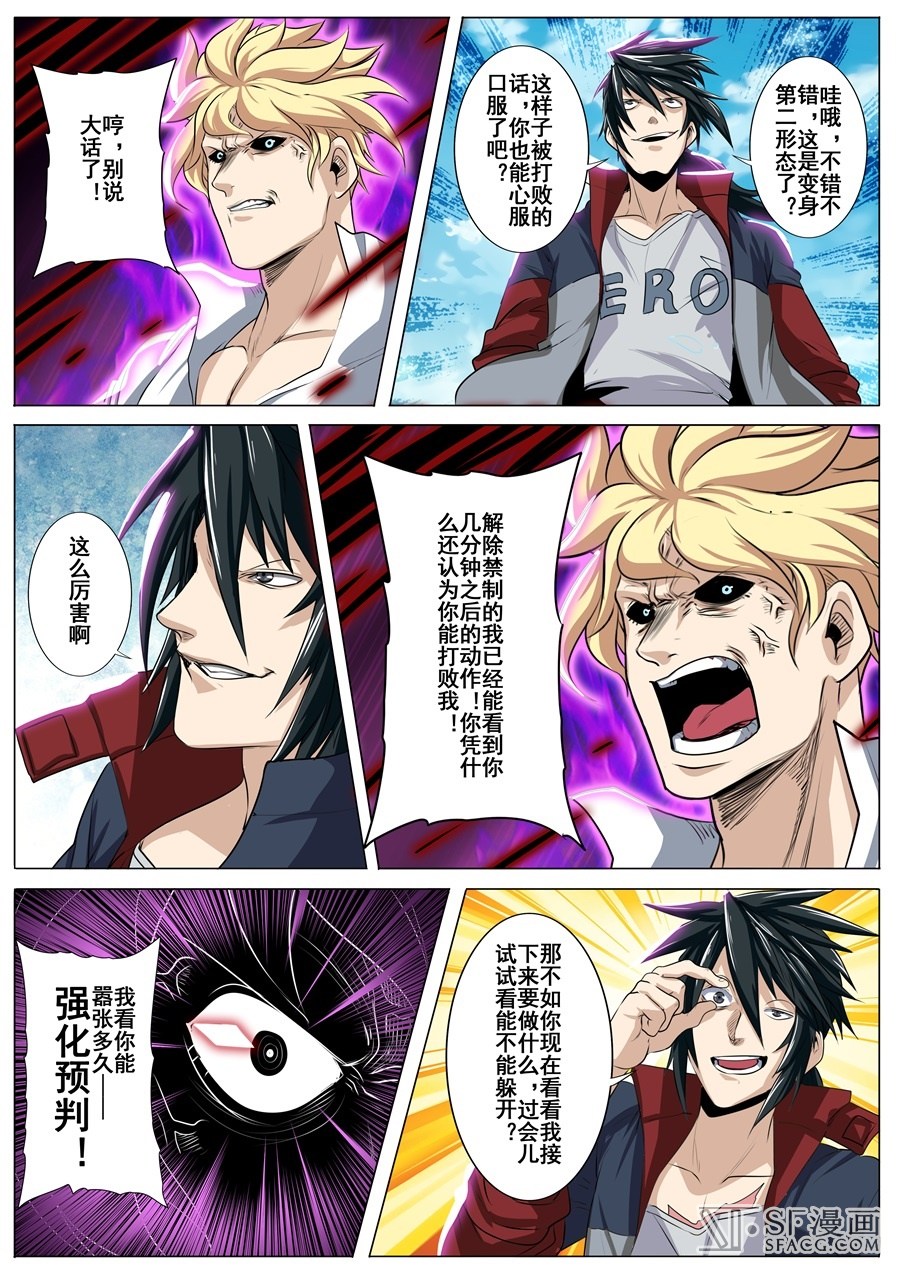 哇哦，不错不
错，这是变身
第二形态了？
这样子被打败的
话，你也能心服
口服了吧？
ERO
哼，别说
大话了！
解除禁制的我已经能看到你
几分钟之后的动作！你凭什
么还认为你能打败我！
这么厉害啊
那不如你现在看看我接
下来要做什么，过会儿
试试看能不能躲开？
我看你能
嚣张多久——
强化预判！
SF漫画
SFACG.COM